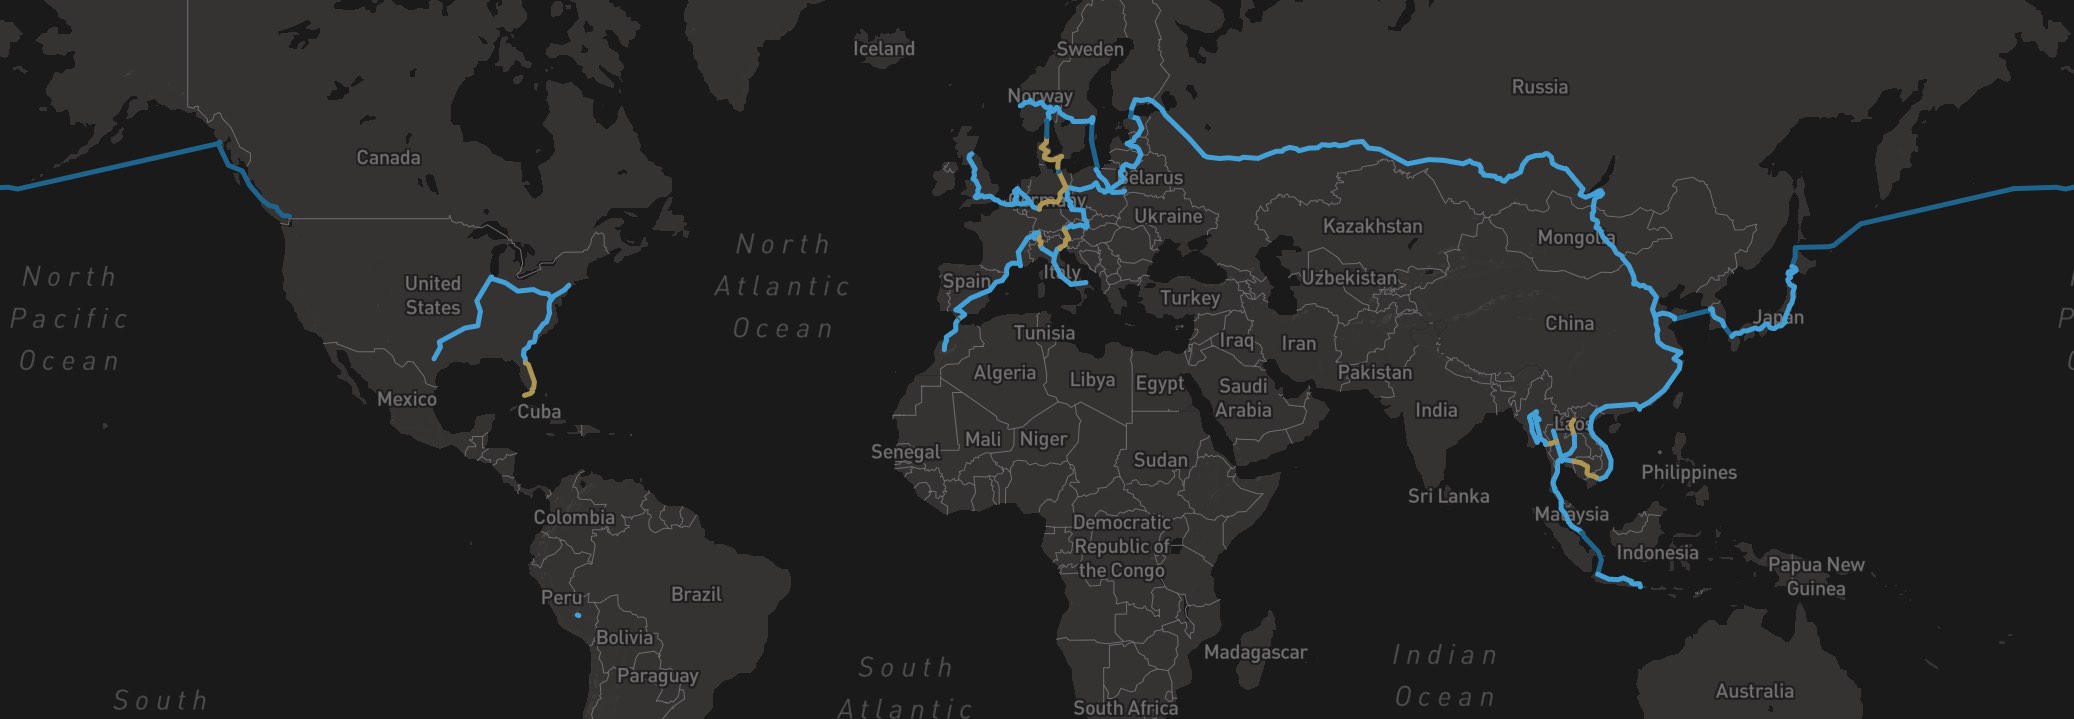 Iceland
Sweden
Norway
Russia
Canada
Belarus
Germany
Ukraine
Kazakhstan
Mongolia
North
Atlantic
Ocean
North
Pacific
Ocean
United
States
Spain
Italy
Uzbekistan
Turkey
China
Japan
Tunisia
Iraq
Iran
Algeria
Libya
Egypt
Saudi
Arabia
Pakistan
India
Mexico
Cuba
Laos
Senegal
Mali
Niger
Sudan
Philippines
Sri Lanka
Malaysia
Colombia
Democratic
Republic of
the Congo
Indonesia
Papua New
Guinea
Peru
Brazil
Bolivia
Paraguay
Madagascar
Indian
Ocean
South
Atlantic
South
South Africa
Australia